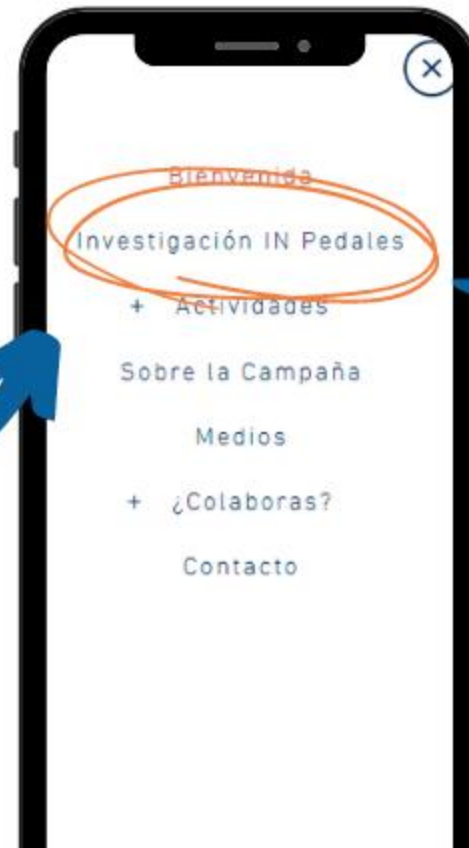 Bienvenida
Investigación IN Pedales
+ Actividades
Sobre la Campaña
Medios
+ ¿Colaboras?
Contacto